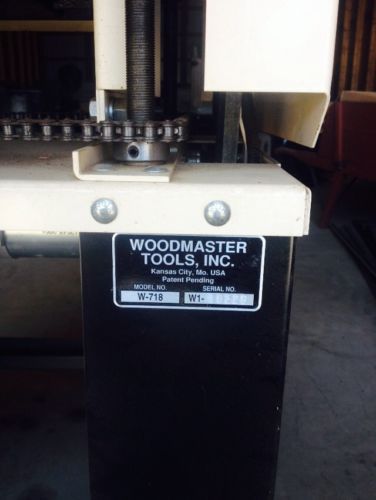 WOODMASTER
TOOLS, INC.
Kansas City, Mo. USA
Patent Pending
MODEL NO. SERIAL NO.
W-718 W1-